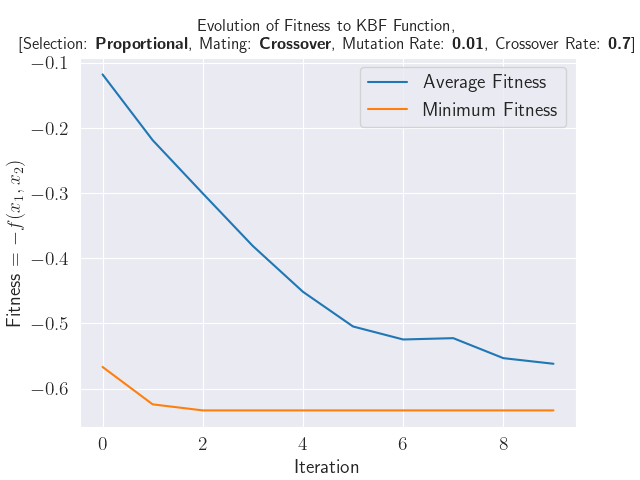 Evolution of Fitness to KBF Function,
[Selection: Proportional, Mating: Crossover, Mutation Rate: 0.01, Crossover Rate: 0.7]
Average Fitness
Minimum Fitness
−0.1
−0.2
−0.3
−0.4
−0.5
−0.6
Fitness = −f(x₁, x₂)
0 2 4 6 8
Iteration